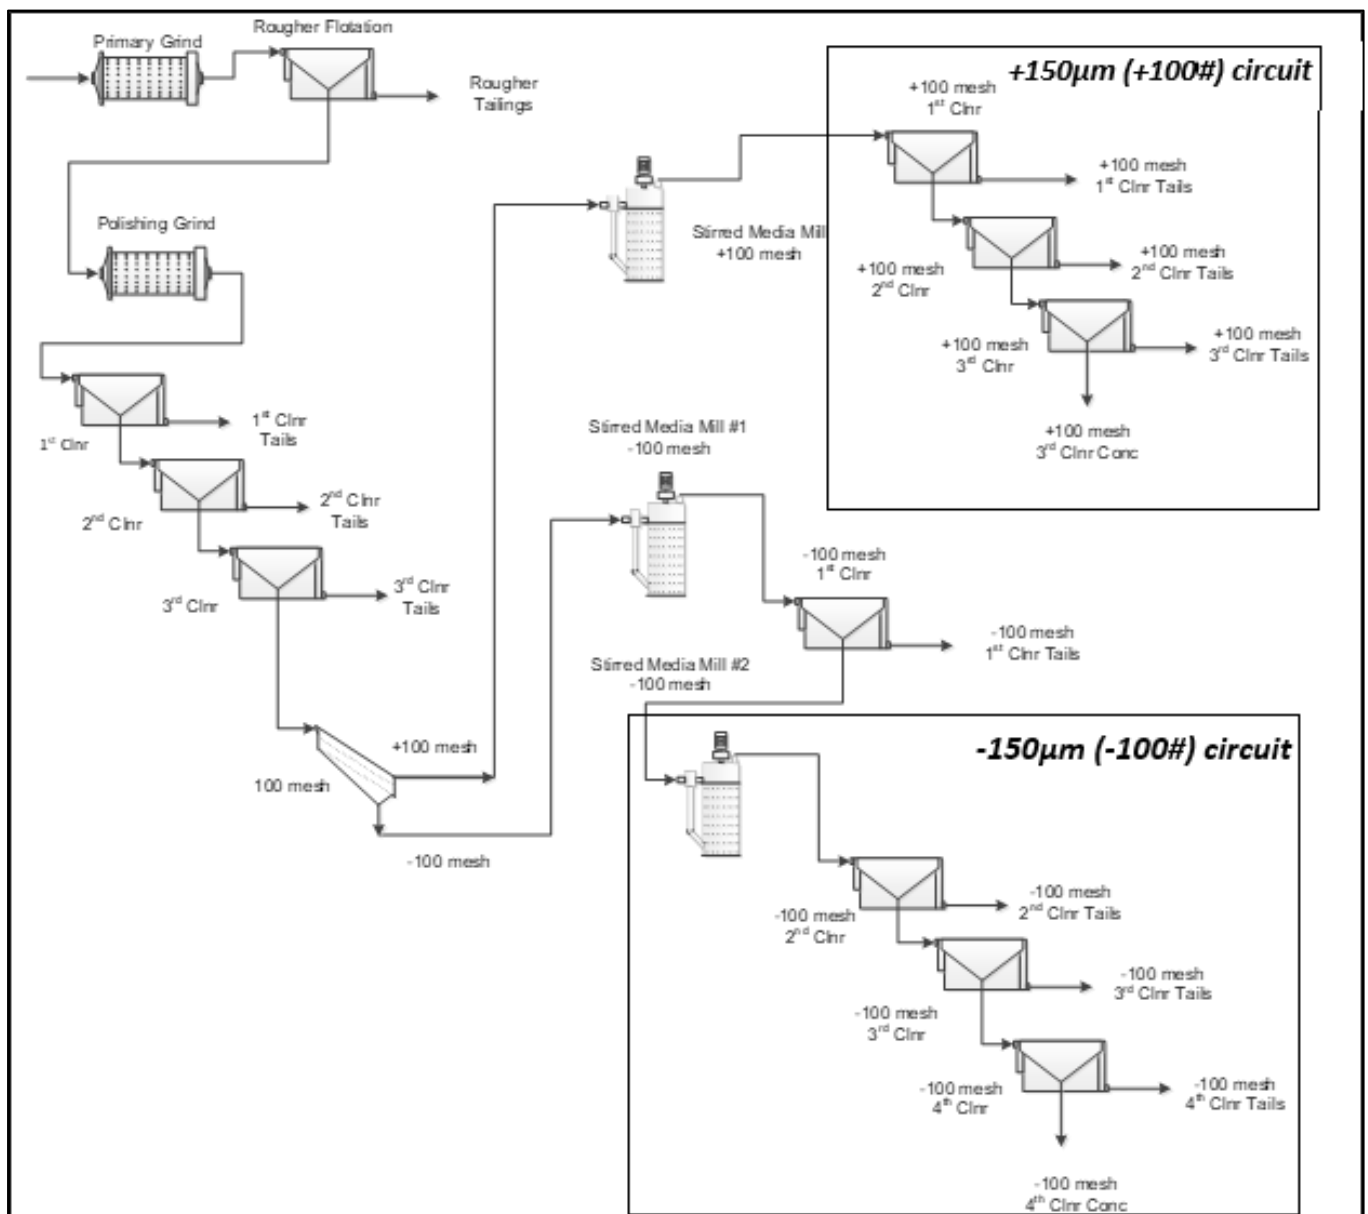 Primary Grind
Rougher Flotation
Rougher
Tailings
Polishing Grind
1st Clnr
1st Clnr
Tails
2nd Clnr
2nd Clnr
Tails
3rd Clnr
3rd Clnr
Tails
100 mesh
+100 mesh
-100 mesh
Stirred Media Mill
+100 mesh
+150µm (+100#) circuit
+100 mesh
1st Clnr
+100 mesh
1st Clnr Tails
+100 mesh
2nd Clnr
+100 mesh
2nd Clnr Tails
+100 mesh
3rd Clnr
+100 mesh
3rd Clnr Tails
+100 mesh
3rd Clnr Conc
Stirred Media Mill #1
-100 mesh
-100 mesh
1st Clnr
-100 mesh
1st Clnr Tails
Stirred Media Mill #2
-100 mesh
-150µm (-100#) circuit
-100 mesh
2nd Clnr
-100 mesh
2nd Clnr Tails
-100 mesh
3rd Clnr
-100 mesh
3rd Clnr Tails
-100 mesh
4th Clnr
-100 mesh
4th Clnr Tails
-100 mesh
4th Clnr Conc